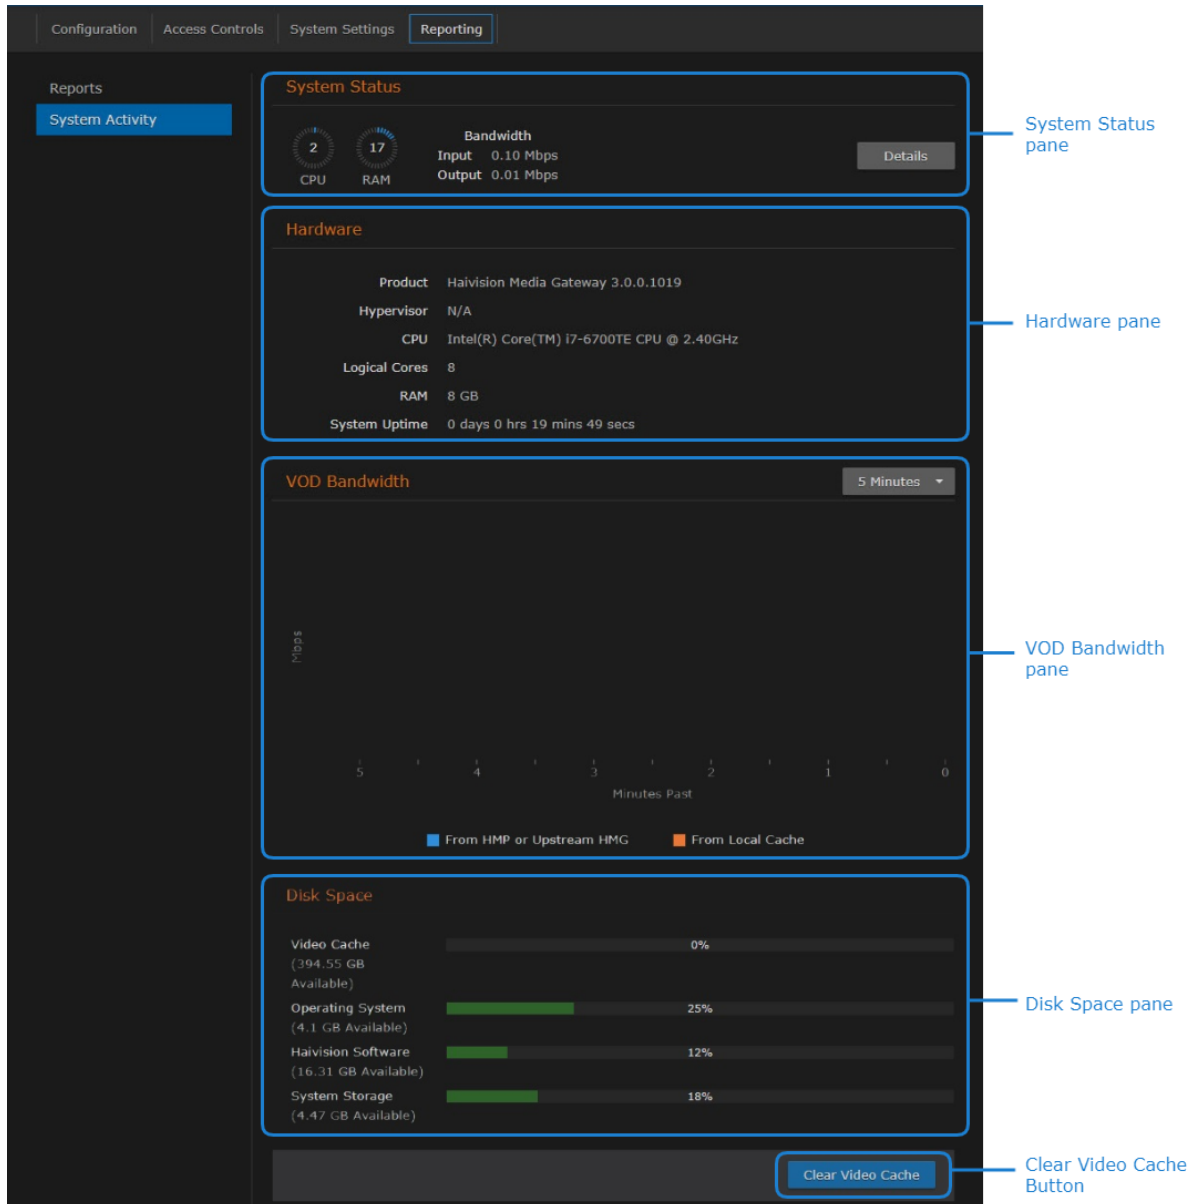 Configuration
Access Controls
System Settings
Reporting
Reports
System Activity
System Status
2
CPU
17
RAM
Bandwidth
Input 0.10 Mbps
Output 0.01 Mbps
Details
System Status
pane
Hardware
Product Haivision Media Gateway 3.0.0.1019
Hypervisor N/A
CPU Intel(R) Core(TM) i7-6700TE CPU @ 2.40GHz
Logical Cores 8
RAM 8 GB
System Uptime 0 days 0 hrs 19 mins 49 secs
Hardware pane
VOD Bandwidth
5 Minutes
Mbps
5 4 3 2 1 0
Minutes Past
From HMP or Upstream HMG
From Local Cache
VOD Bandwidth
pane
Disk Space
Video Cache 0%
(394.55 GB
Available)
Operating System 25%
(4.1 GB Available)
Haivision Software 12%
(16.31 GB Available)
System Storage 18%
(4.47 GB Available)
Disk Space pane
Clear Video Cache
Clear Video Cache
Button